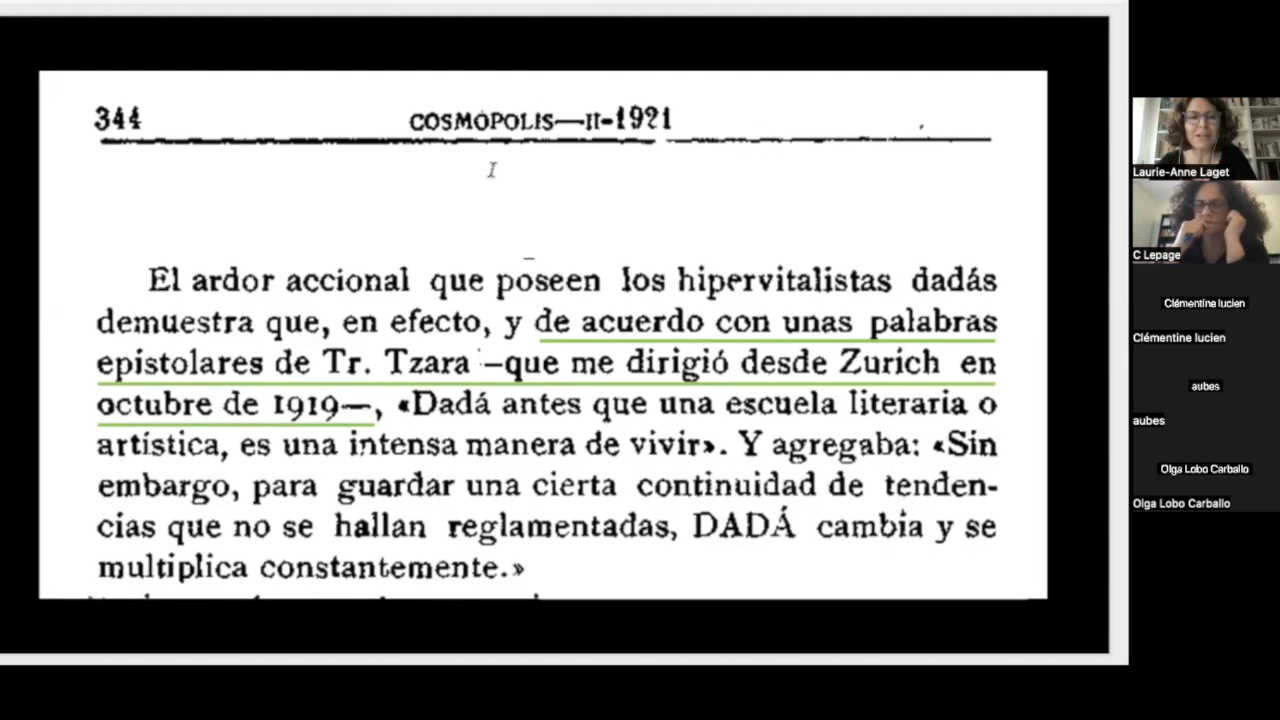 344
COSMOPOLIS—II-1921
El ardor accional que poseen los hipervitalistas dadás
demuestra que, en efecto, y de acuerdo con unas palabras
epistolares de Tr. Tzara —que me dirigió desde Zurich en
octubre de 1919—, «Dadá antes que una escuela literaria o
artística, es una intensa manera de vivir». Y agregaba: «Sin
embargo, para guardar una cierta continuidad de tenden-
cias que no se hallan reglamentadas, DADÁ cambia y se
multiplica constantemente.»
Laurie-Anne Laget
C Lepage
Clémentine lucien
Clémentine lucien
aubes
aubes
Olga Lobo Carballo
Olga Lobo Carballo